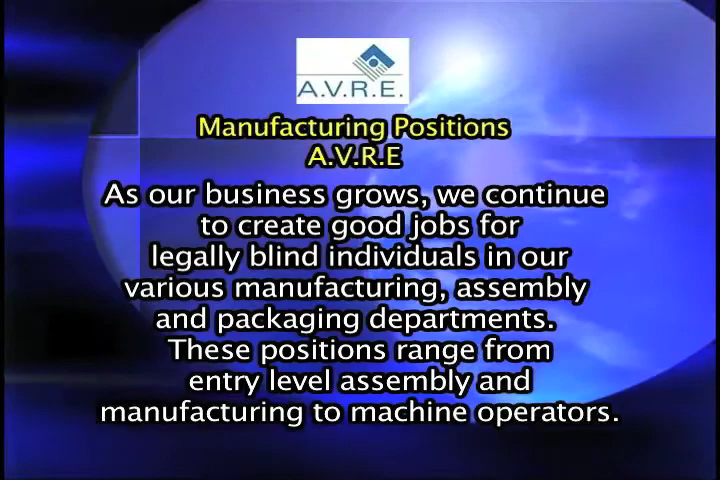 A.V.R.E.
Manufacturing Positions
A.V.R.E
As our business grows, we continue
to create good jobs for
legally blind individuals in our
various manufacturing, assembly
and packaging departments.
These positions range from
entry level assembly and
manufacturing to machine operators.